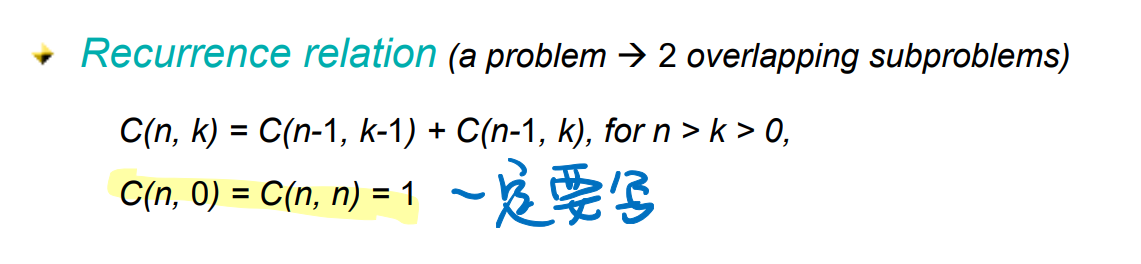 Recurrence relation (a problem → 2 overlapping subproblems)
C(n, k) = C(n-1, k-1) + C(n-1, k), for n > k > 0,
C(n, 0) = C(n, n) = 1 一定要写